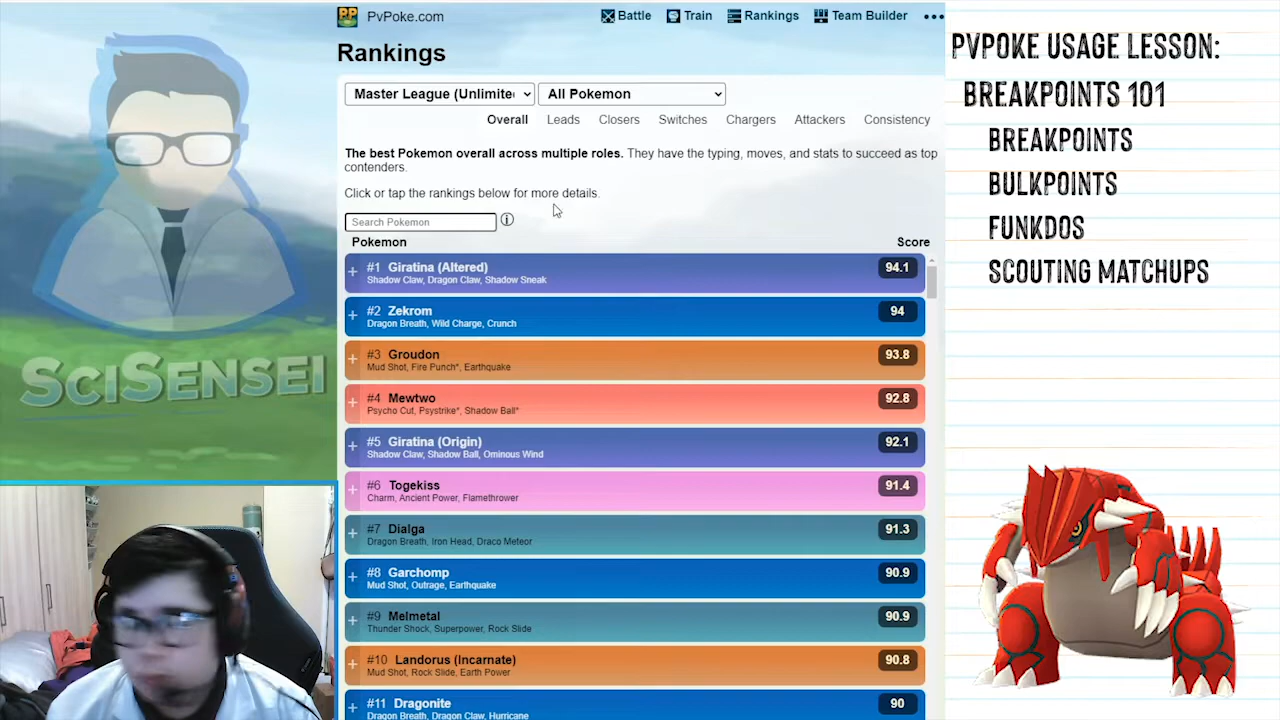 PvPoke.com
Battle
Train
Rankings
Team Builder
Rankings
Master League (Unlimite
All Pokemon
Overall
Leads
Closers
Switches
Chargers
Attackers
Consistency
The best Pokemon overall across multiple roles. They have the typing, moves, and stats to succeed as top
contenders.
Click or tap the rankings below for more details.
Search Pokemon
Pokemon
Score
#1 Giratina (Altered)
94.1
Shadow Claw, Dragon Claw, Shadow Sneak
#2 Zekrom
94
Dragon Breath, Wild Charge, Crunch
#3 Groudon
93.8
Mud Shot, Fire Punch*, Earthquake
#4 Mewtwo
92.8
Psycho Cut, Psystrike*, Shadow Ball*
#5 Giratina (Origin)
92.1
Shadow Claw, Shadow Ball, Ominous Wind
#6 Togekiss
91.4
Charm, Ancient Power, Flamethrower
#7 Dialga
91.3
Dragon Breath, Iron Head, Draco Meteor
#8 Garchomp
90.9
Mud Shot, Outrage, Earthquake
#9 Melmetal
90.9
Thunder Shock, Superpower, Rock Slide
#10 Landorus (Incarnate)
90.8
Mud Shot, Rock Slide, Earth Power
#11 Dragonite
90
Dragon Breath, Dragon Claw, Hurricane
SCISENSEI
PVPOKE USAGE LESSON:
BREAKPOINTS 101
BREAKPOINTS
BULKPOINTS
FUNKDOS
SCOUTING MATCHUPS